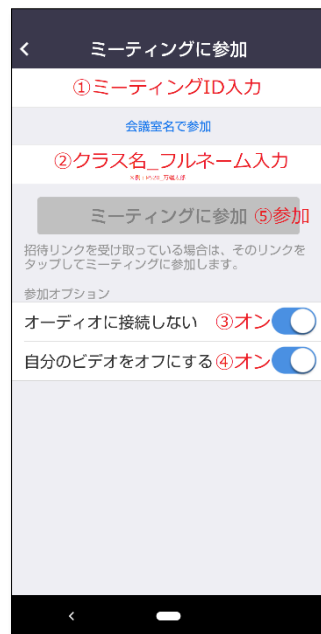 ミーティングに参加
①ミーティングID入力
会議室名で参加
②クラス名_フルネーム入力
ミーティングに参加 ⑤参加
招待リンクを受け取っている場合は、そのリンクを
タップしてミーティングに参加します。
参加オプション
オーディオに接続しない ③オン
自分のビデオをオフにする ④オン